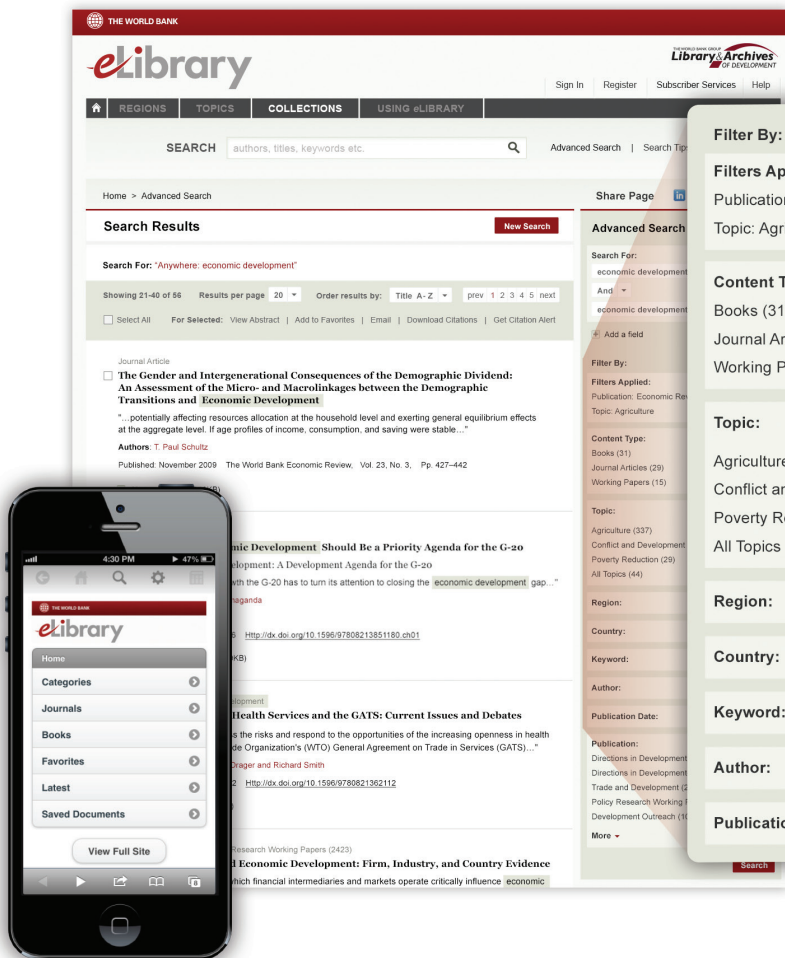 THE WORLD BANK
eLibrary
THE WORLD BANK GROUP
Library & Archives
OF DEVELOPMENT
Sign In Register Subscriber Services Help
REGIONS TOPICS COLLECTIONS USING eLIBRARY
SEARCH authors, titles, keywords etc. Advanced Search | Search Tips
Home > Advanced Search
Search Results New Search
Search For: "Anywhere: economic development"
Showing 21-40 of 56 Results per page 20 Order results by: Title A- Z prev 1 2 3 4 5 next
Select All For Selected: View Abstract | Add to Favorites | Email | Download Citations | Get Citation Alert
Journal Article
The Gender and Intergenerational Consequences of the Demographic Dividend:
An Assessment of the Micro- and Macrolinkages between the Demographic
Transitions and Economic Development
"…potentially affecting resources allocation at the household level and exerting general equilibrium effects
at the aggregate level. If age profiles of income, consumption, and saving were stable…"
Authors: T. Paul Schultz
Published: November 2009 The World Bank Economic Review, Vol. 23, No. 3, Pp. 427–442
KB)
mic Development Should Be a Priority Agenda for the G-20
elopment: A Development Agenda for the G-20
wth the G-20 has to turn its attention to closing the economic development gap…"
naganda
6 Http://dx.doi.org/10.1596/97808213851180.ch01
KB)
elopment
Health Services and the GATS: Current Issues and Debates
s the risks and respond to the opportunities of the increasing openness in health
de Organization's (WTO) General Agreement on Trade in Services (GATS)…"
Drager and Richard Smith
2 Http://dx.doi.org/10.1596/9780821362112
Research Working Papers (2423)
d Economic Development: Firm, Industry, and Country Evidence
hich financial intermediaries and markets operate critically influence economic
Share Page in
Advanced Search
Search For:
economic development
And
economic development
Add a field
Filter By:
Filters Applied:
Publication: Economic Rev
Topic: Agriculture
Content Type:
Books (31)
Journal Articles (29)
Working Papers (15)
Topic:
Agriculture (337)
Conflict and Development
Poverty Reduction (29)
All Topics (44)
Region:
Country:
Keyword:
Author:
Publication Date:
Publication:
Directions in Development
Directions in Development
Trade and Development (2
Policy Research Working P
Development Outreach (10
More
Search
Filter By:
Filters Ap
Publication
Topic: Agri
Content T
Books (31
Journal Ar
Working P
Topic:
Agriculture
Conflict an
Poverty Re
All Topics
Region:
Country:
Keyword:
Author:
Publicatio
4:30 PM 47%
THE WORLD BANK
eLibrary
Home
Categories
Journals
Books
Favorites
Latest
Saved Documents
View Full Site